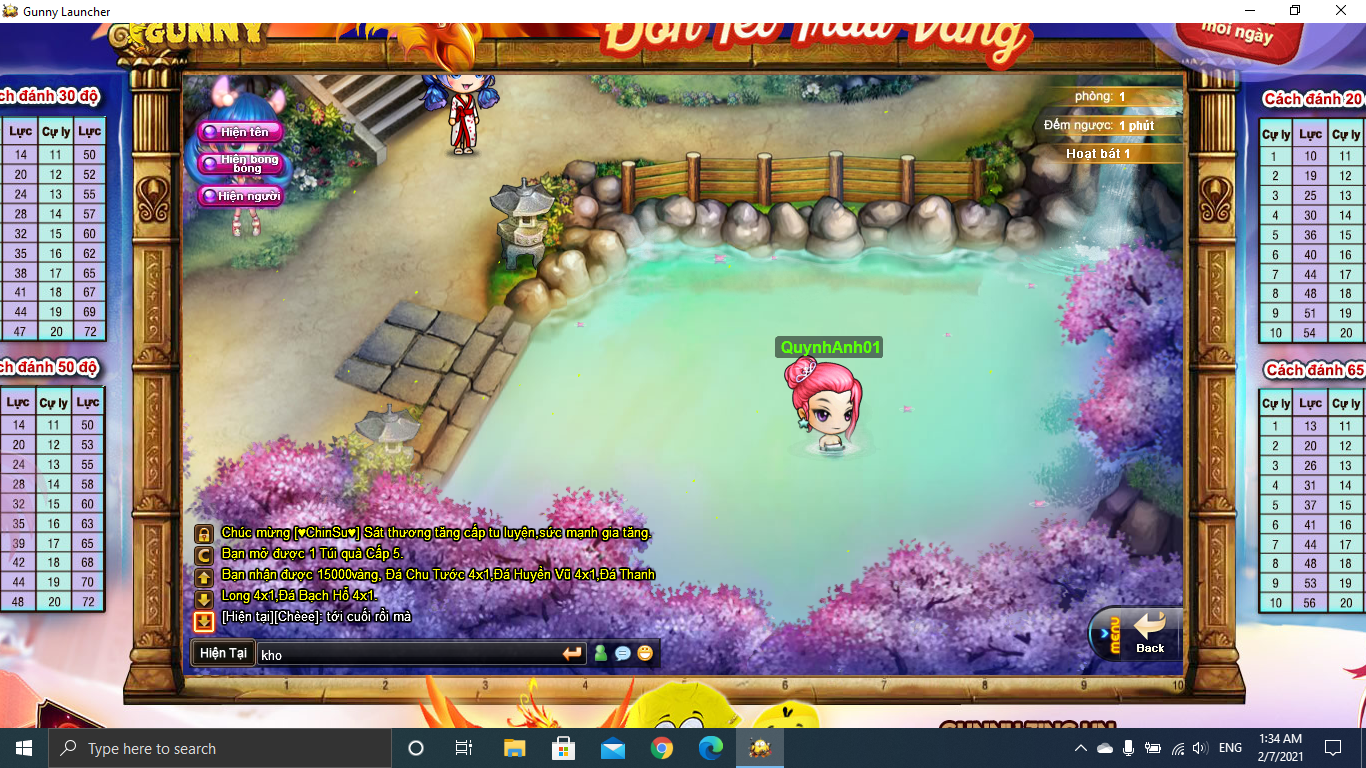 Gunny Launcher
GUNNY
Đón Tết Trâu Vàng
mỗi ngày
ch đánh 30 độ
Lực Cự ly Lực
14 11 50
20 12 52
24 13 55
28 14 57
32 15 60
35 16 62
38 17 65
41 18 67
44 19 69
47 20 72
ch đánh 50 độ
Lực Cự ly Lực
14 11 50
20 12 53
24 13 55
28 14 58
32 15 60
35 16 63
39 17 65
42 18 68
44 19 70
48 20 72
Hiện tên
Hiện bong
bóng
Hiện người
phòng: 1
Đếm ngược: 1 phút
Hoạt bát 1
QuynhAnh01
Chúc mừng [♥ChinSu♥] Sát thương tăng cấp tu luyện,sức mạnh gia tăng.
Bạn mở được 1 Túi quà Cấp 5.
Bạn nhận được 15000vàng, Đá Chu Tước 4x1,Đá Huyền Vũ 4x1,Đá Thanh
Long 4x1,Đá Bạch Hổ 4x1.
[Hiện tại][Chèee]: tới cuối rồi mà
Hiện Tại
kho
MENU
Back
1 2 3 4 5 6 7 8 9 10
Cách đánh 20
Cự ly Lực Cự ly
1 10 11
2 19 12
3 25 13
4 30 14
5 36 15
6 40 16
7 44 17
8 48 18
9 51 19
10 54 20
Cách đánh 65
Cự ly Lực Cự ly
1 13 11
2 20 12
3 26 13
4 31 14
5 37 15
6 41 16
7 44 17
8 48 18
9 53 19
10 56 20
Type here to search
ENG
1:34 AM
2/7/2021